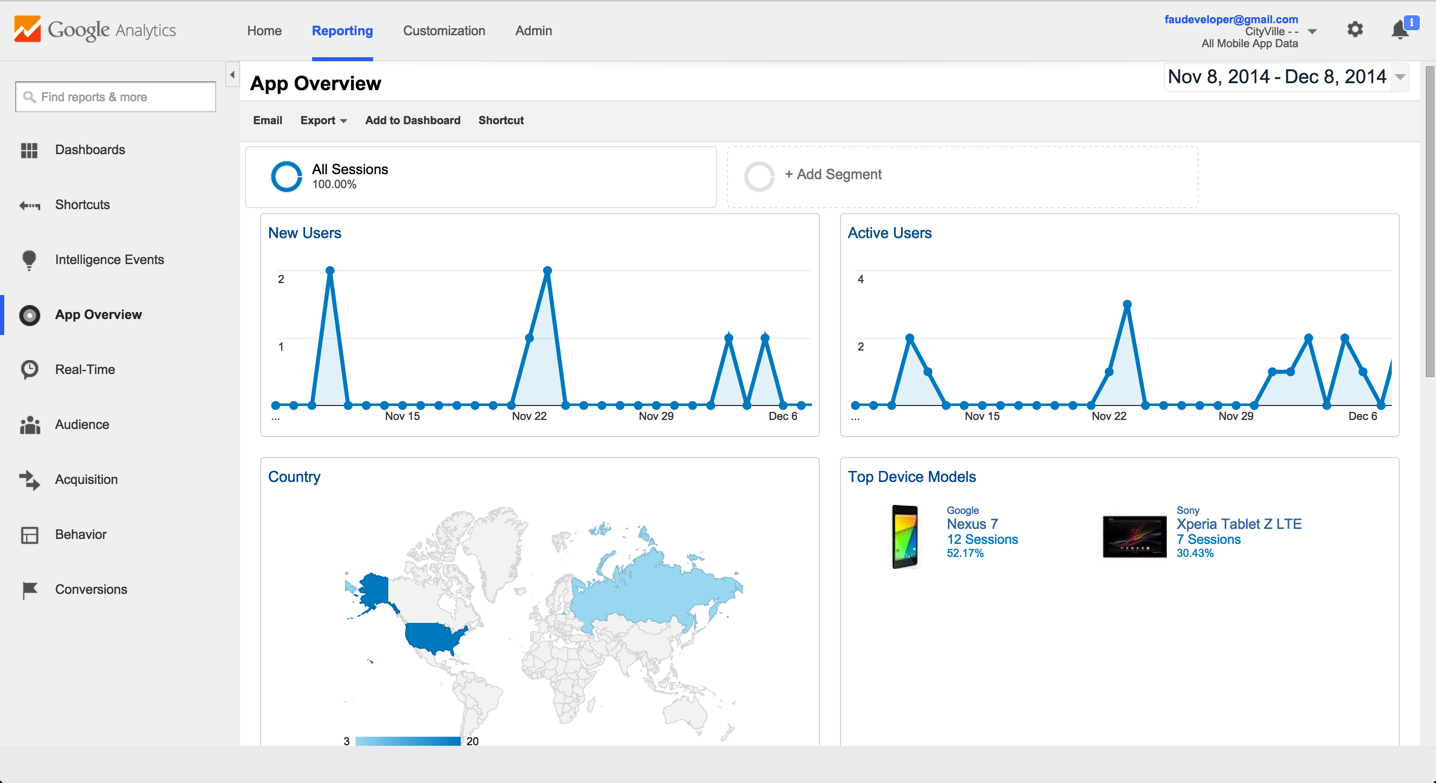 Google Analytics
Home
Reporting
Customization
Admin
faudeveloper@gmail.com
CityVille - -
All Mobile App Data
i
Find reports & more
Dashboards
Shortcuts
Intelligence Events
App Overview
Real-Time
Audience
Acquisition
Behavior
Conversions
App Overview
Nov 8, 2014 - Dec 8, 2014
Email
Export
Add to Dashboard
Shortcut
All Sessions
100.00%
+ Add Segment
New Users
2
1
...
Nov 15
Nov 22
Nov 29
Dec 6
Active Users
4
2
...
Nov 15
Nov 22
Nov 29
Dec 6
Country
3
20
Top Device Models
Google
Nexus 7
12 Sessions
52.17%
Sony
Xperia Tablet Z LTE
7 Sessions
30.43%